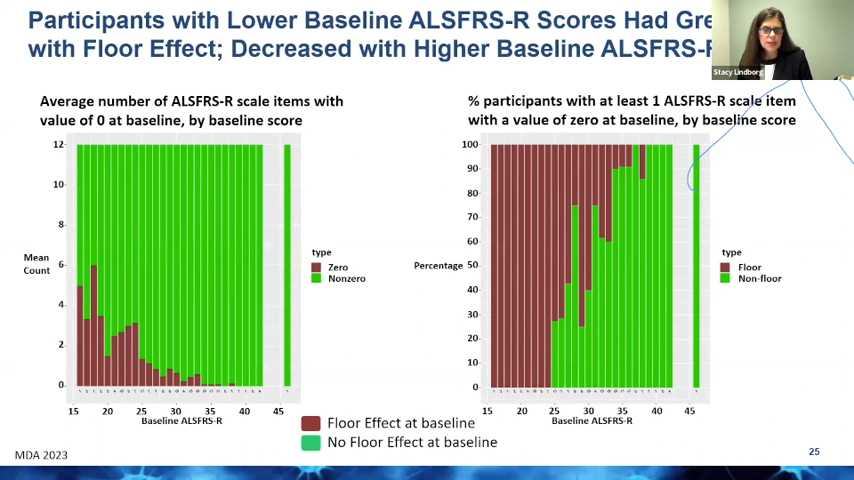 Participants with Lower Baseline ALSFRS-R Scores Had Gre
with Floor Effect; Decreased with Higher Baseline ALSFRS-R
Stacy Lindborg
Average number of ALSFRS-R scale items with
value of 0 at baseline, by baseline score
12
10
8
6
4
2
0
Mean
Count
15 20 25 30 35 40 45
Baseline ALSFRS-R
type
Zero
Nonzero
% participants with at least 1 ALSFRS-R scale item
with a value of zero at baseline, by baseline score
100
90
80
70
60
50
40
30
20
10
0
Percentage
15 20 25 30 35 40 45
Baseline ALSFRS-R
type
Floor
Non-floor
Floor Effect at baseline
No Floor Effect at baseline
MDA 2023
25